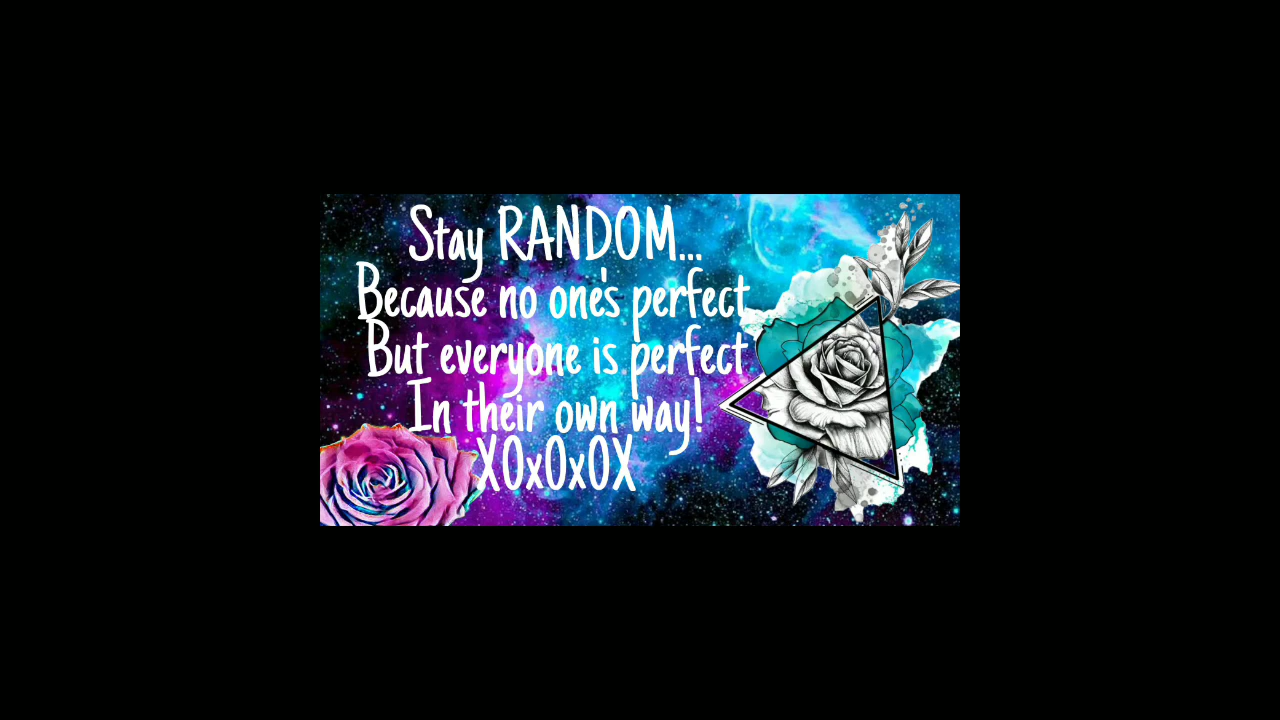 Stay RANDOM...
Because no one's perfect
But everyone is perfect
In their own way!
XOxOxOX